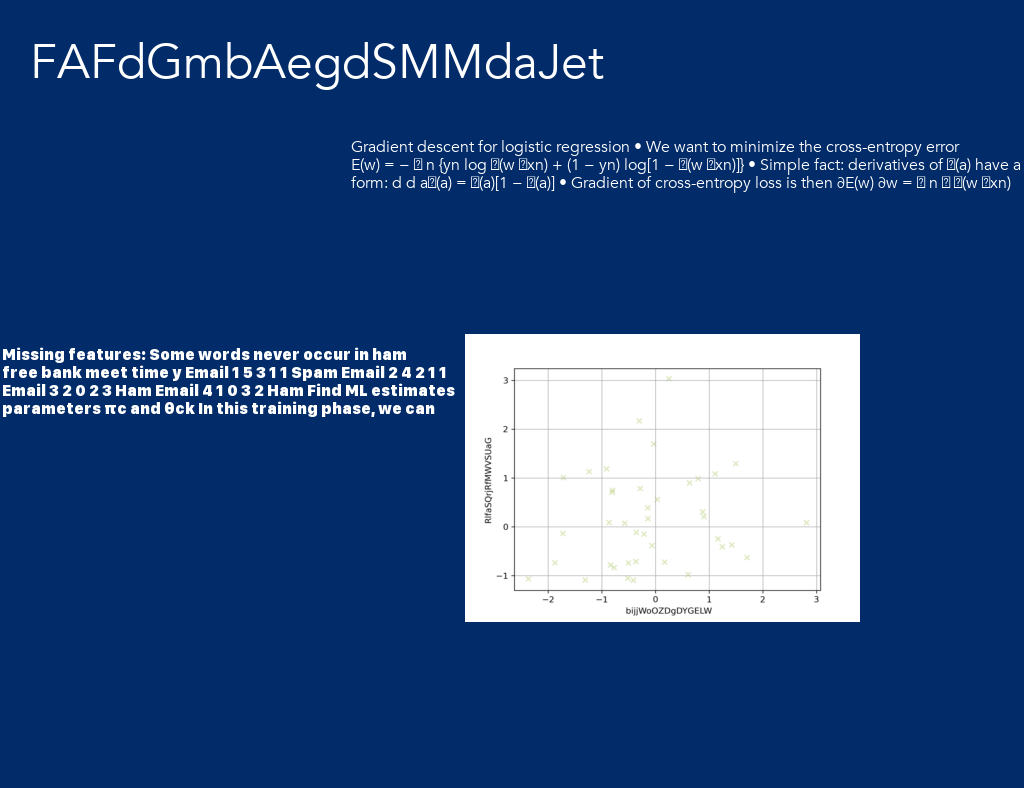 FAFdGmbAegdSMMdaJet
Gradient descent for logistic regression • We want to minimize the cross-entropy error
E(w) = − � n {yn log �(w �xn) + (1 − yn) log[1 − �(w �xn)]} • Simple fact: derivatives of �(a) have a
form: d d a�(a) = �(a)[1 − �(a)] • Gradient of cross-entropy loss is then ∂E(w) ∂w = � n � �(w �xn)
Missing features: Some words never occur in ham
free bank meet time y Email 1 5 3 1 1 Spam Email 2 4 2 1 1
Email 3 2 0 2 3 Ham Email 4 1 0 3 2 Ham Find ML estimates
parameters πc and θck In this training phase, we can
3
2
1
0
−1
RlfaSQrjRfMWVSUaG
−2 −1 0 1 2 3
bijjWoOZDgDYGELW